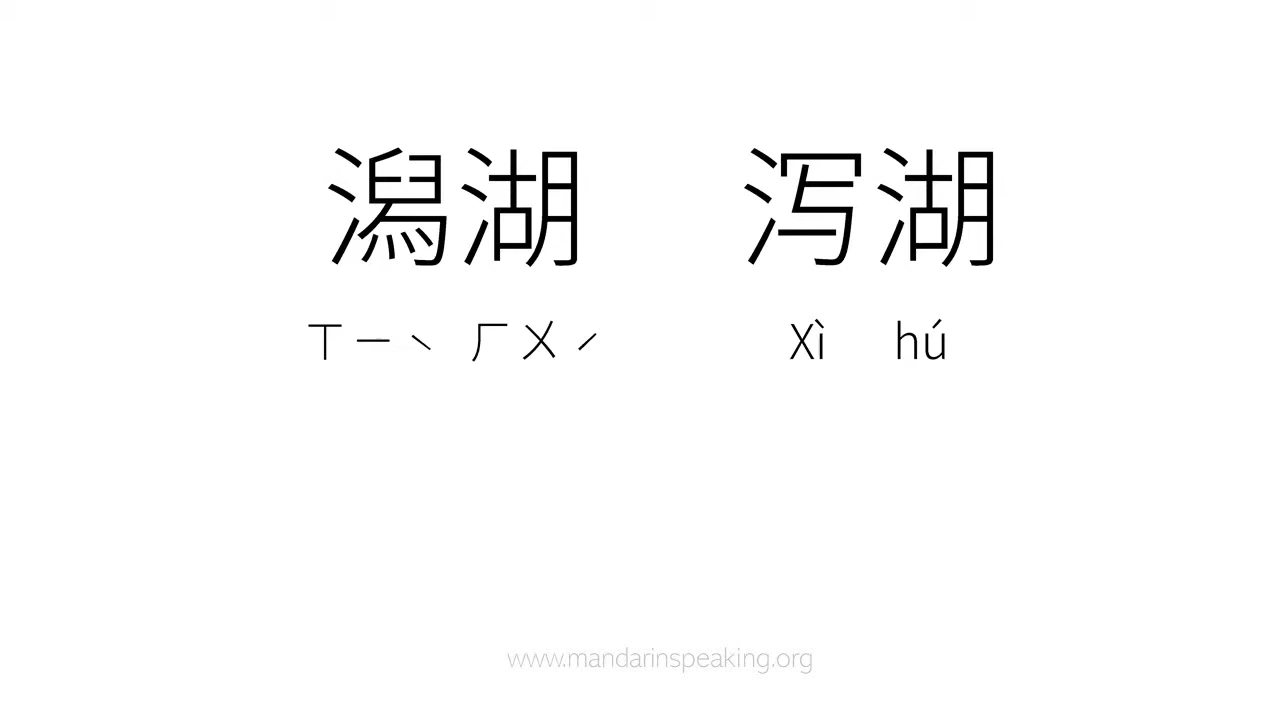 潟湖 泻湖
ㄒㄧˋ ㄏㄨˊ Xì hú
www.mandarinspeaking.org